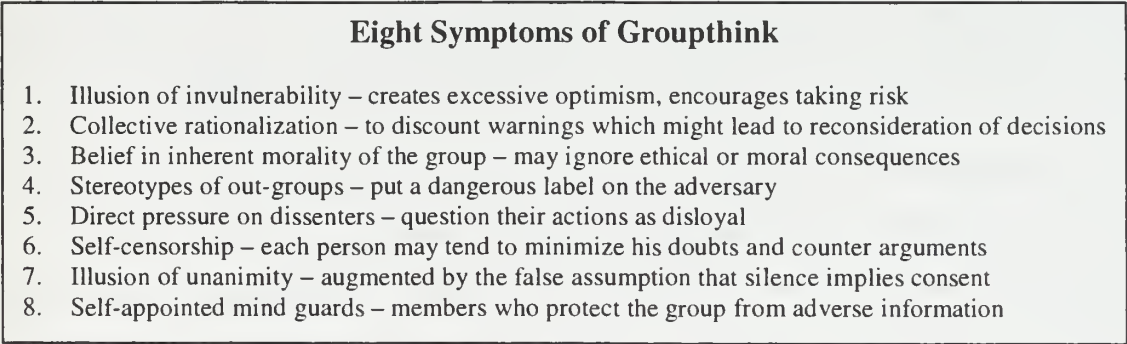 Eight Symptoms of Groupthink
1. Illusion of invulnerability – creates excessive optimism, encourages taking risk
2. Collective rationalization – to discount warnings which might lead to reconsideration of decisions
3. Belief in inherent morality of the group – may ignore ethical or moral consequences
4. Stereotypes of out-groups – put a dangerous label on the adversary
5. Direct pressure on dissenters – question their actions as disloyal
6. Self-censorship – each person may tend to minimize his doubts and counter arguments
7. Illusion of unanimity – augmented by the false assumption that silence implies consent
8. Self-appointed mind guards – members who protect the group from adverse information